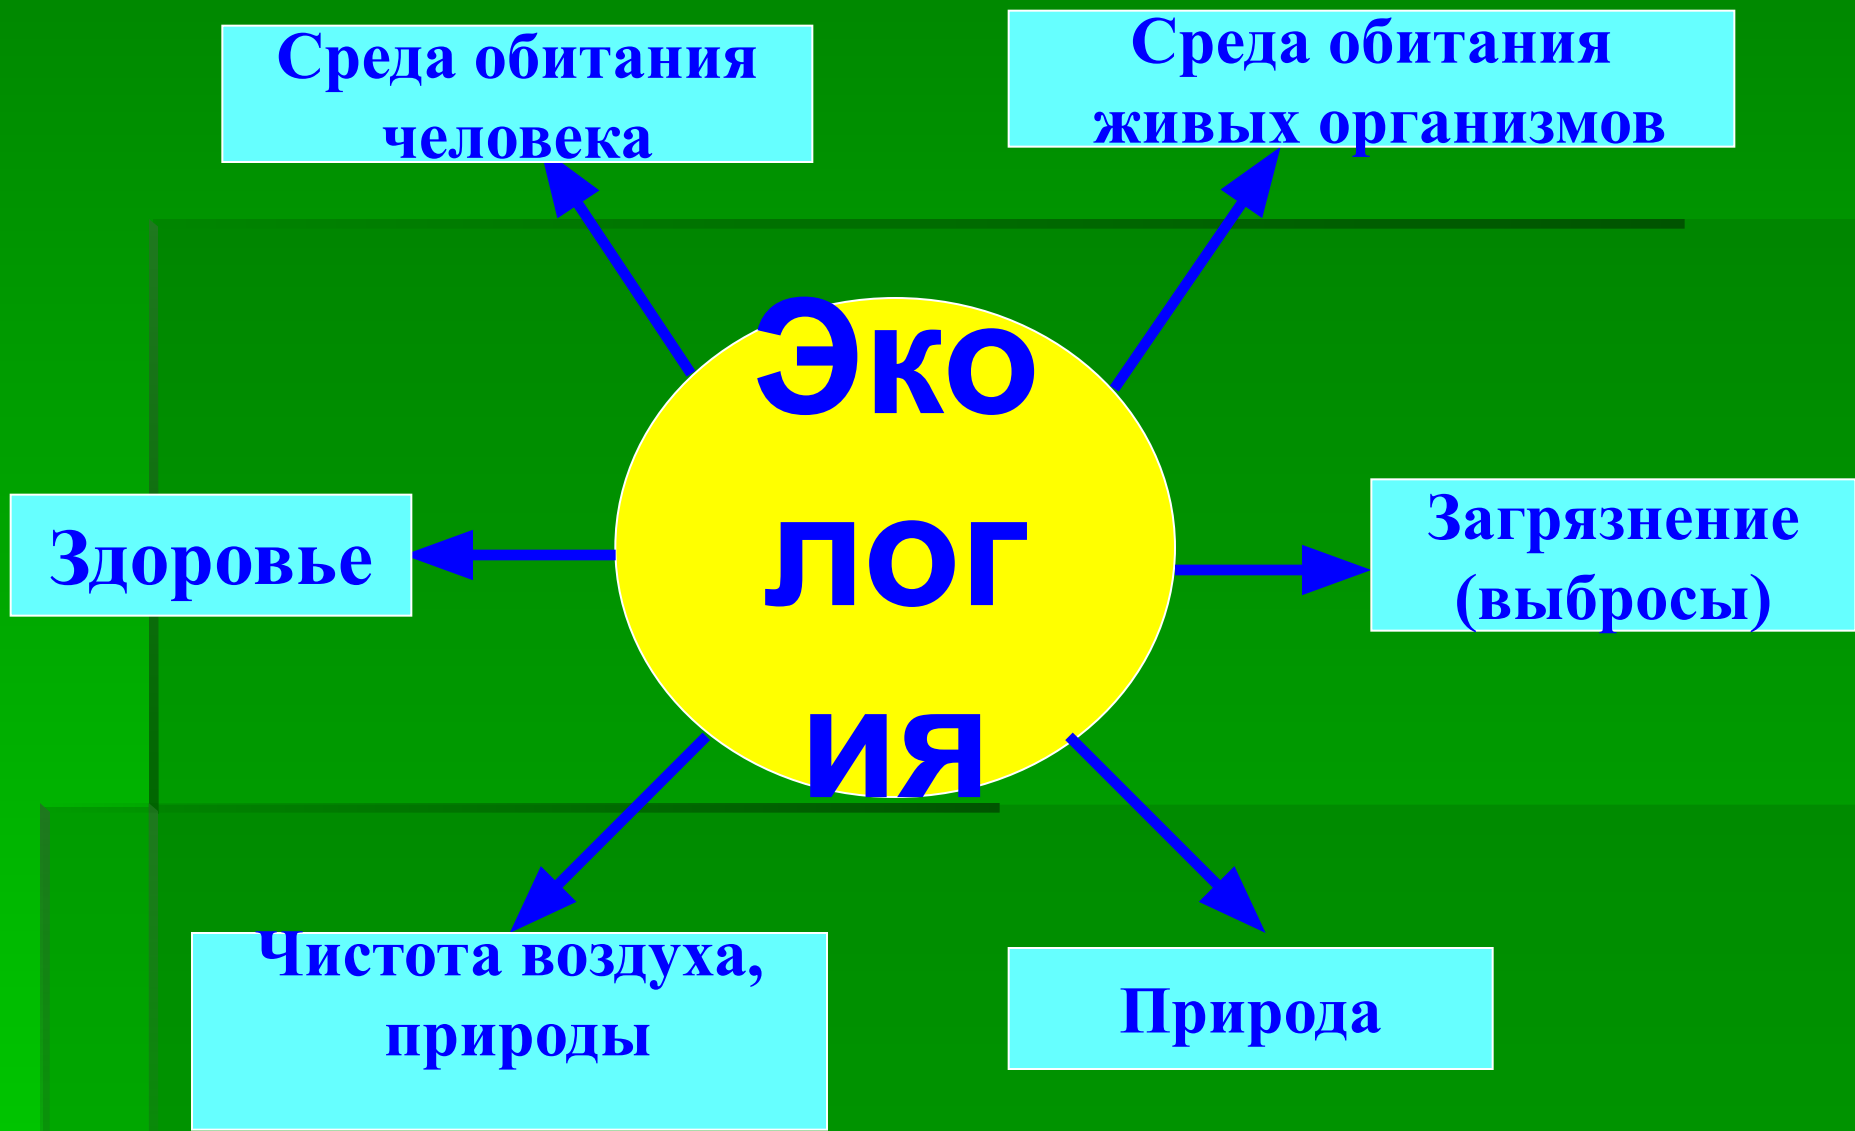 Среда обитания
человека
Среда обитания
живых организмов
Эко
лог
ия
Здоровье
Загрязнение
(выбросы)
Чистота воздуха,
природы
Природа